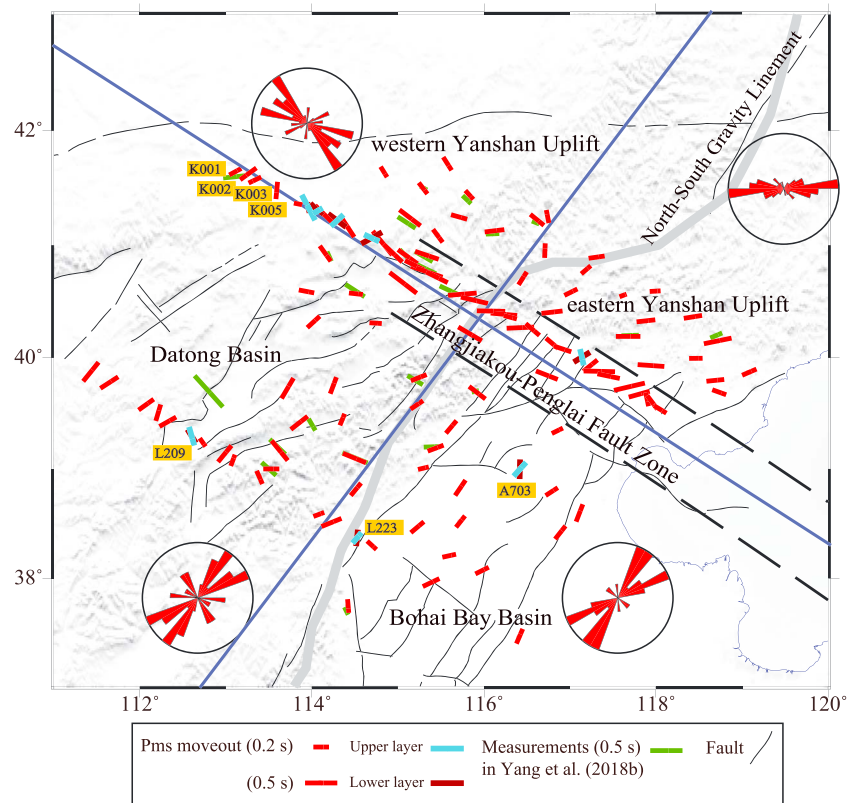 42°
40°
38°
western Yanshan Uplift
North-South Gravity Linement
K001
K002
K003
K005
eastern Yanshan Uplift
Zhangjiakou-Penglai Fault Zone
Datong Basin
L209
A703
L223
Bohai Bay Basin
112° 114° 116° 118° 120°
Pms moveout (0.2 s) Upper layer Measurements (0.5 s) Fault
in Yang et al. (2018b)
(0.5 s) Lower layer